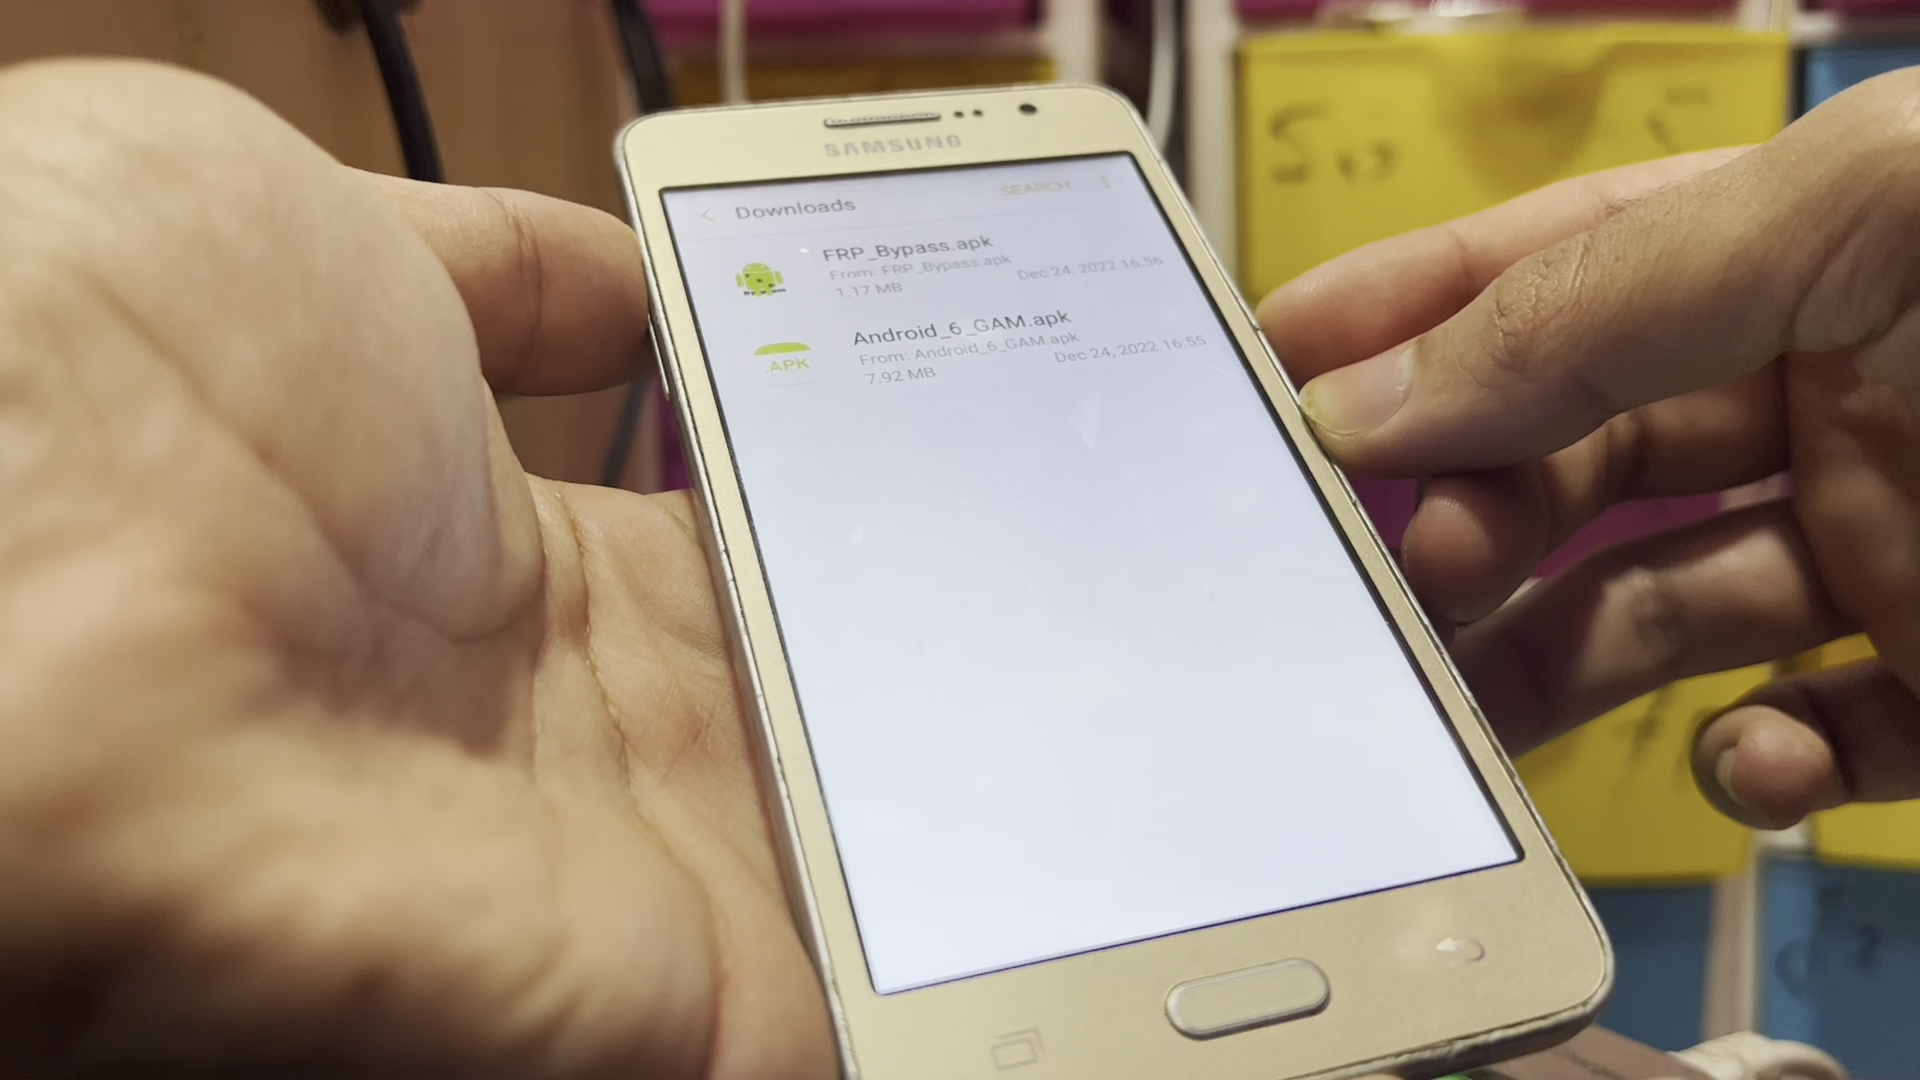 SAMSUNG
Downloads
SEARCH
FRP_Bypass.apk
From: FRP_Bypass.apk
1.17 MB
Dec 24, 2022 16:56
Android_6_GAM.apk
From: Android_6_GAM.apk
7.92 MB
Dec 24, 2022 16:55
.APK